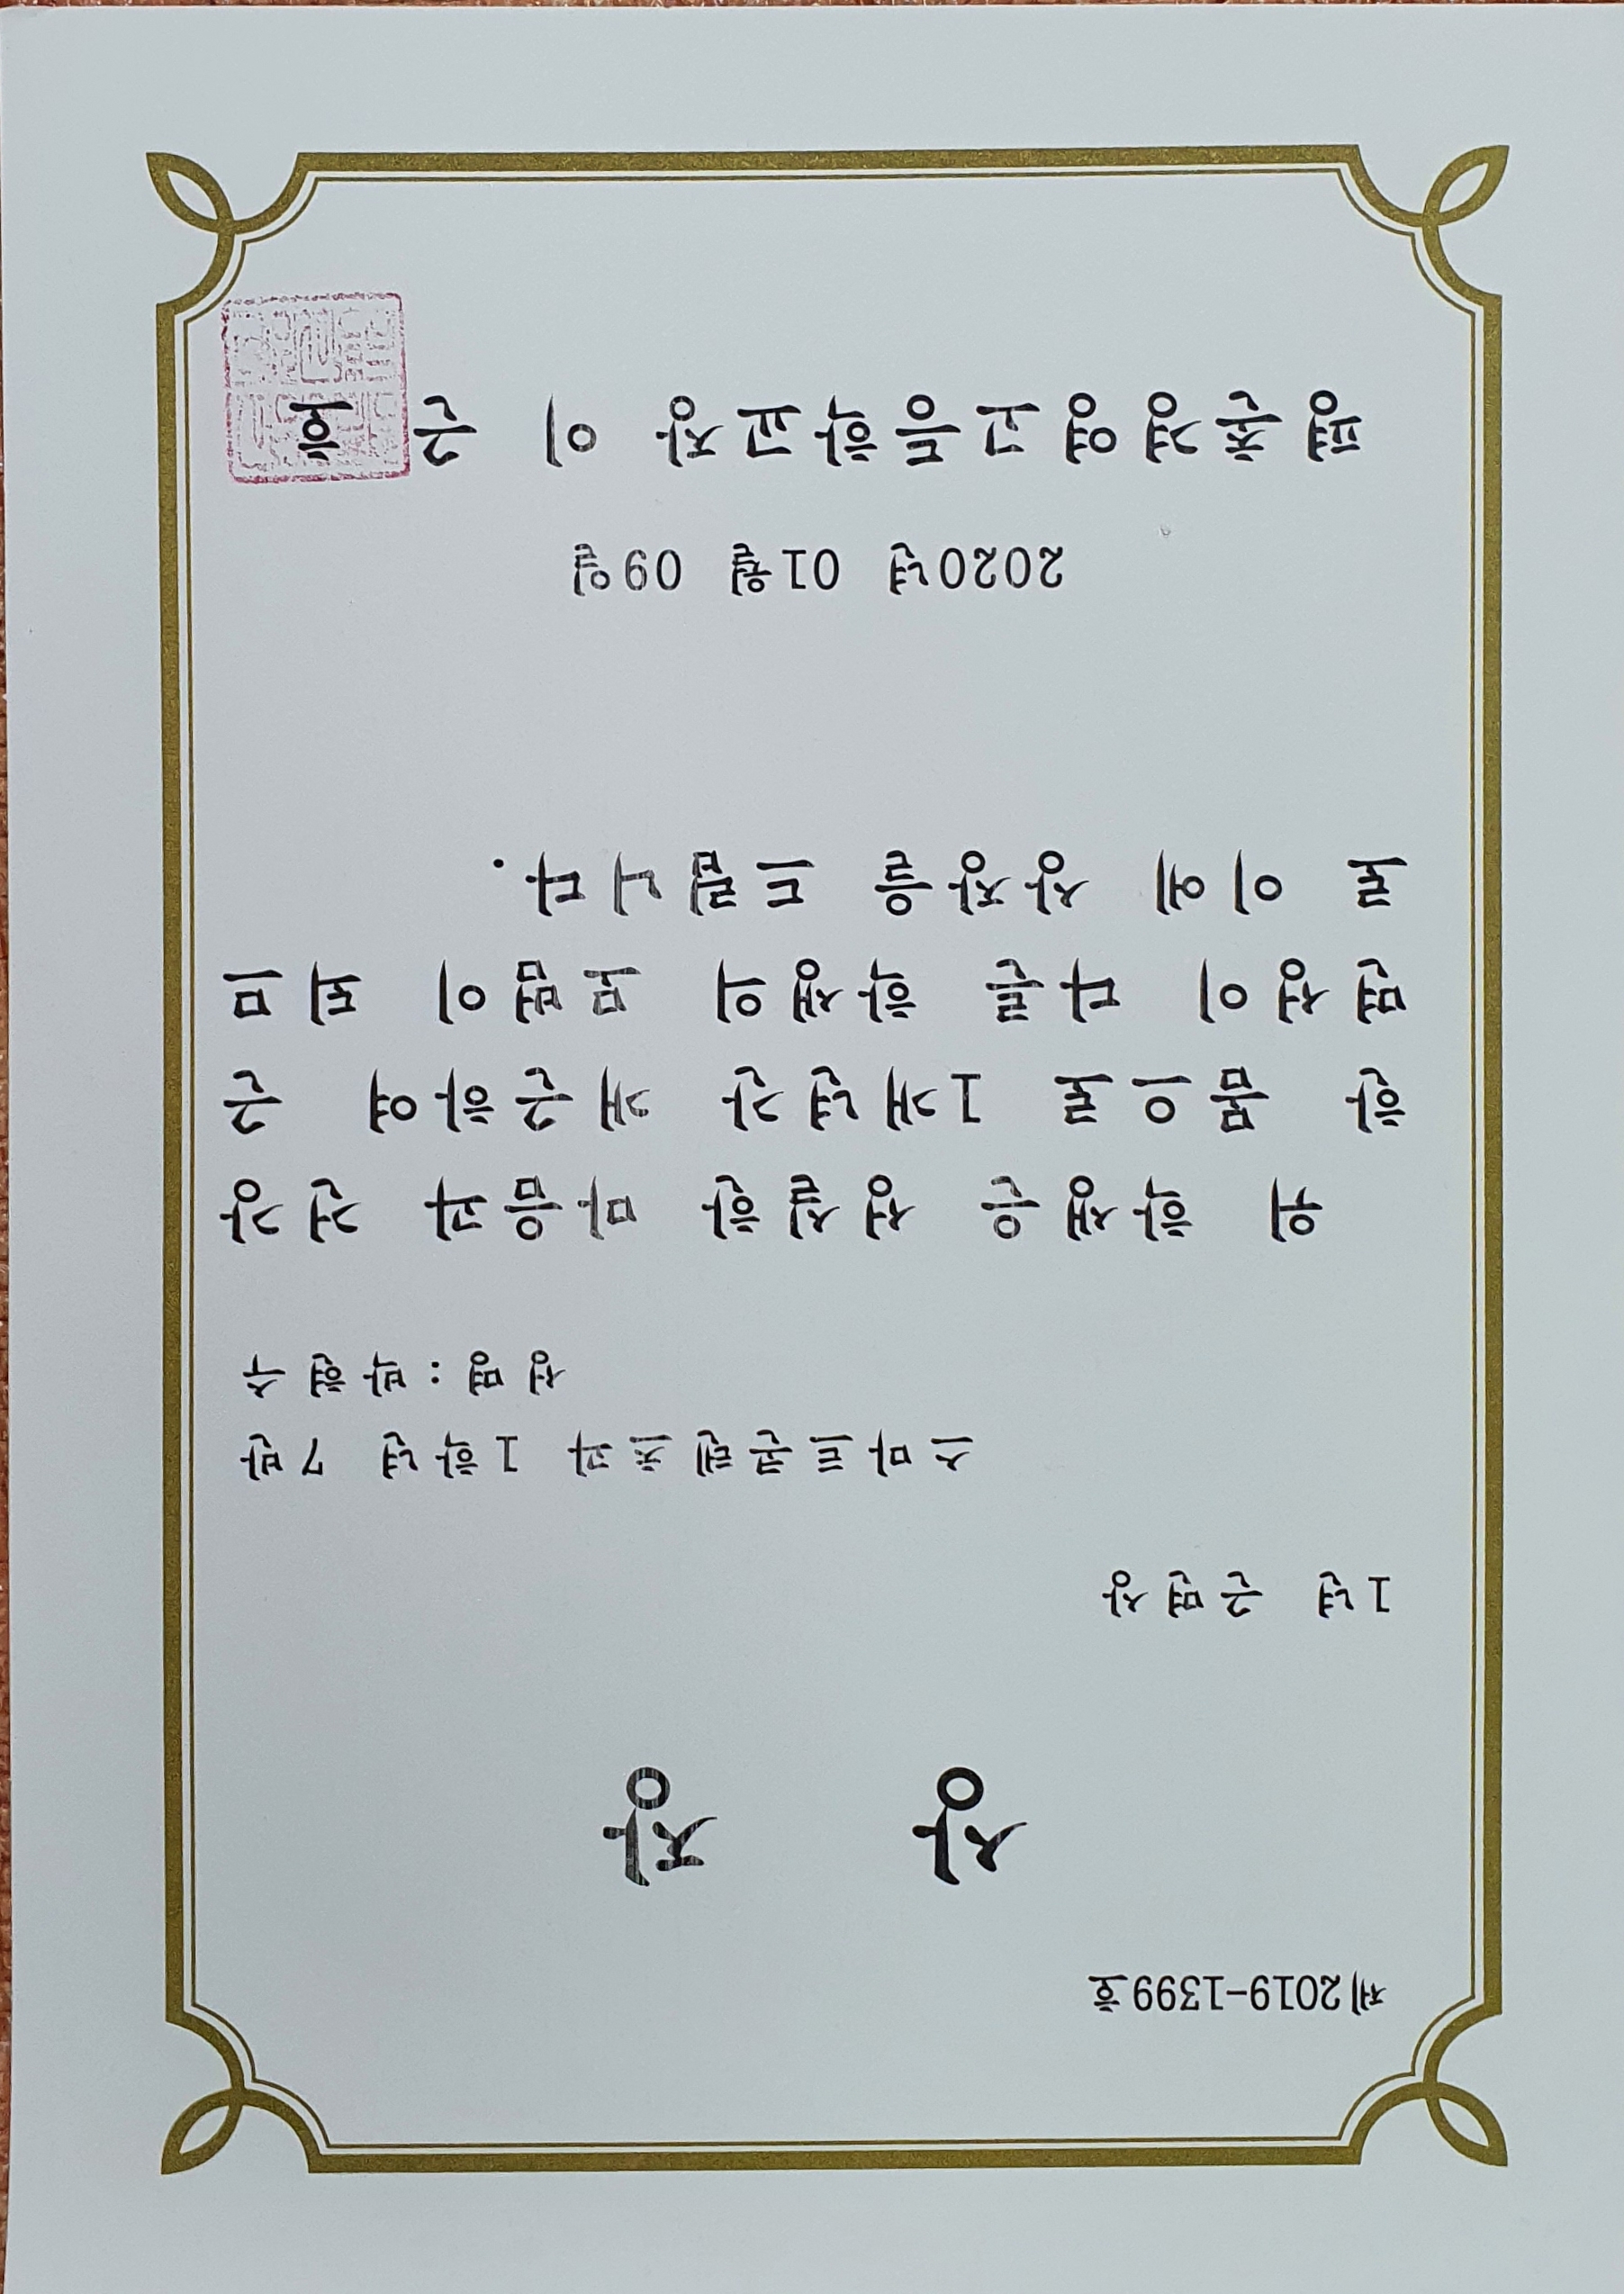 제2019-1399호
상 장
1년 근면상
스마트콘텐츠과 1학년 7반
성명:박현수
위 학생은 성실한 마음과 건강
한 몸으로 1개년간 개근하여 근
면성이 다른 학생의 모범이 되므
로 이에 상장을 드립니다.
2020년 01월 09일
평촌경영고등학교장 이 근 호